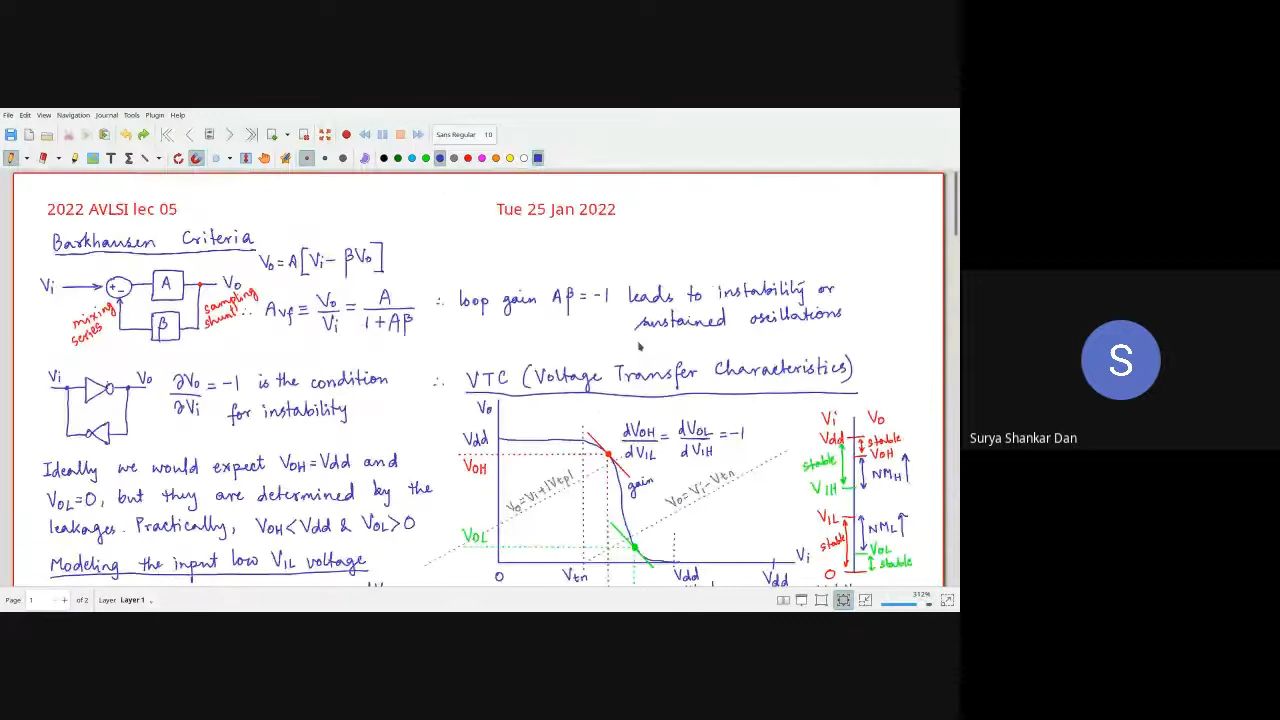 File Edit View Navigation Journal Tools Plugin Help
Sans Regular 10
2022 AVLSI lec 05
Tue 25 Jan 2022
Barkhausen Criteria
Vo = A[Vi - βVo]
Vi
+
-
A
Vo
β
mixing
series
sampling
shunt
∴ Avf ≡ Vo/Vi = A/(1+Aβ)
∴ loop gain Aβ = -1 leads to instability or
sustained oscillations
Vi
Vo
∂Vo/∂Vi = -1 is the condition
for instability
Ideally we would expect VOH=Vdd and
VOL=0, but they are determined by the
leakages. Practically, VOH<Vdd & VOL>0
Modeling the input low VIL voltage
∴ VTC (Voltage Transfer Characteristics)
Vo
Vdd
VOH
VOL
dVOH/dVIL = dVOL/dVIH = -1
gain
Vo=Vi+|Vtp|
Vo=Vi-Vtn
Vi
0
Vtn
Vdd
Vdd
Vi Vo
Vdd
stable
VOH
stable
NMH
VIH
VIL
NML
stable
VOL
stable
0
Page 1 of 2 Layer Layer 1
312%
S
Surya Shankar Dan